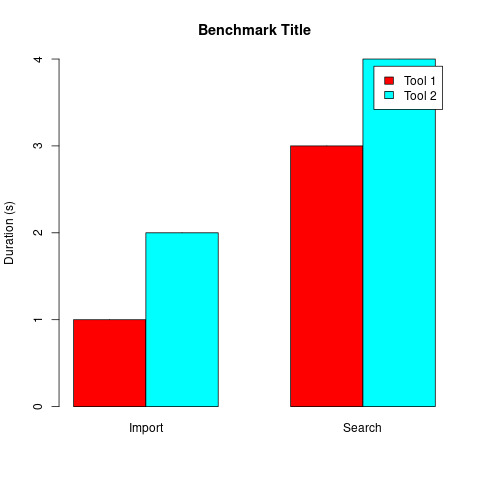 Benchmark Title
Duration (s)
4
3
2
1
0
Tool 1
Tool 2
Import
Search